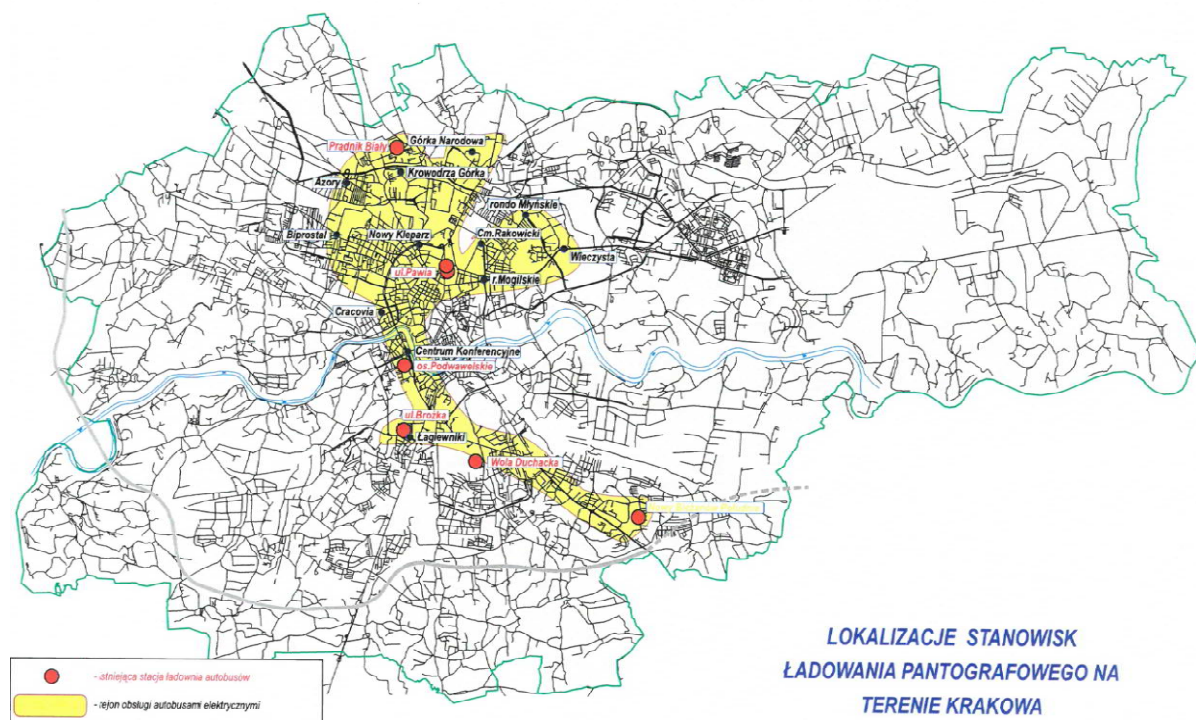 Górka Narodowa
Prądnik Biały
Krowodrza Górka
Azory
rondo Młyńskie
Biprostal
Nowy Kleparz
Cm.Rakowicki
Wieczysta
ul.Pawia
r.Mogilskie
Cracovia
Centrum Konferencyjne
os.Podwawelskie
ul.Brożka
Łagiewniki
Wola Duchacka
LOKALIZACJE STANOWISK
ŁADOWANIA PANTOGRAFOWEGO NA
TERENIE KRAKOWA
- istniejąca stacja ładownia autobusów
- rejon obsługi autobusami elektrycznymi